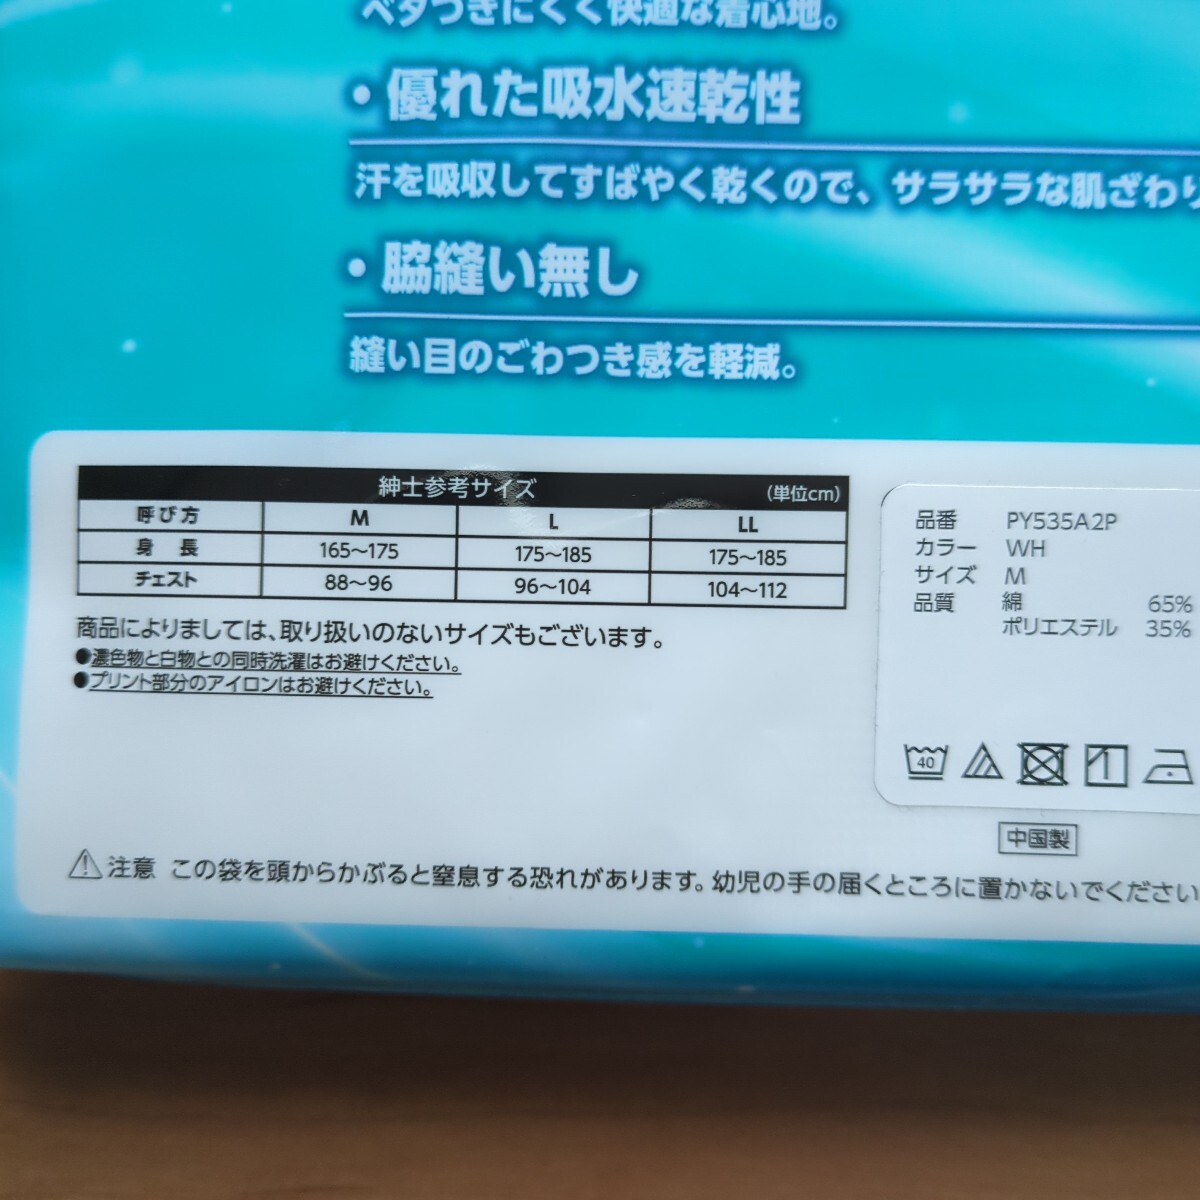 ベタつきにくく快適な着心地。
・優れた吸水速乾性
汗を吸収してすばやく乾くので、サラサラな肌ざわり
・脇縫い無し
縫い目のごわつき感を軽減。
紳士参考サイズ (単位cm)
呼び方 M L LL
身 長 165〜175 175〜185 175〜185
チェスト 88〜96 96〜104 104〜112
商品によりましては、取り扱いのないサイズもございます。
●濃色物と白物との同時洗濯はお避けください。
●プリント部分のアイロンはお避けください。
品番 PY535A2P
カラー WH
サイズ M
品質 綿 65%
ポリエステル 35%
40
中国製
注意 この袋を頭からかぶると窒息する恐れがあります。幼児の手の届くところに置かないでください